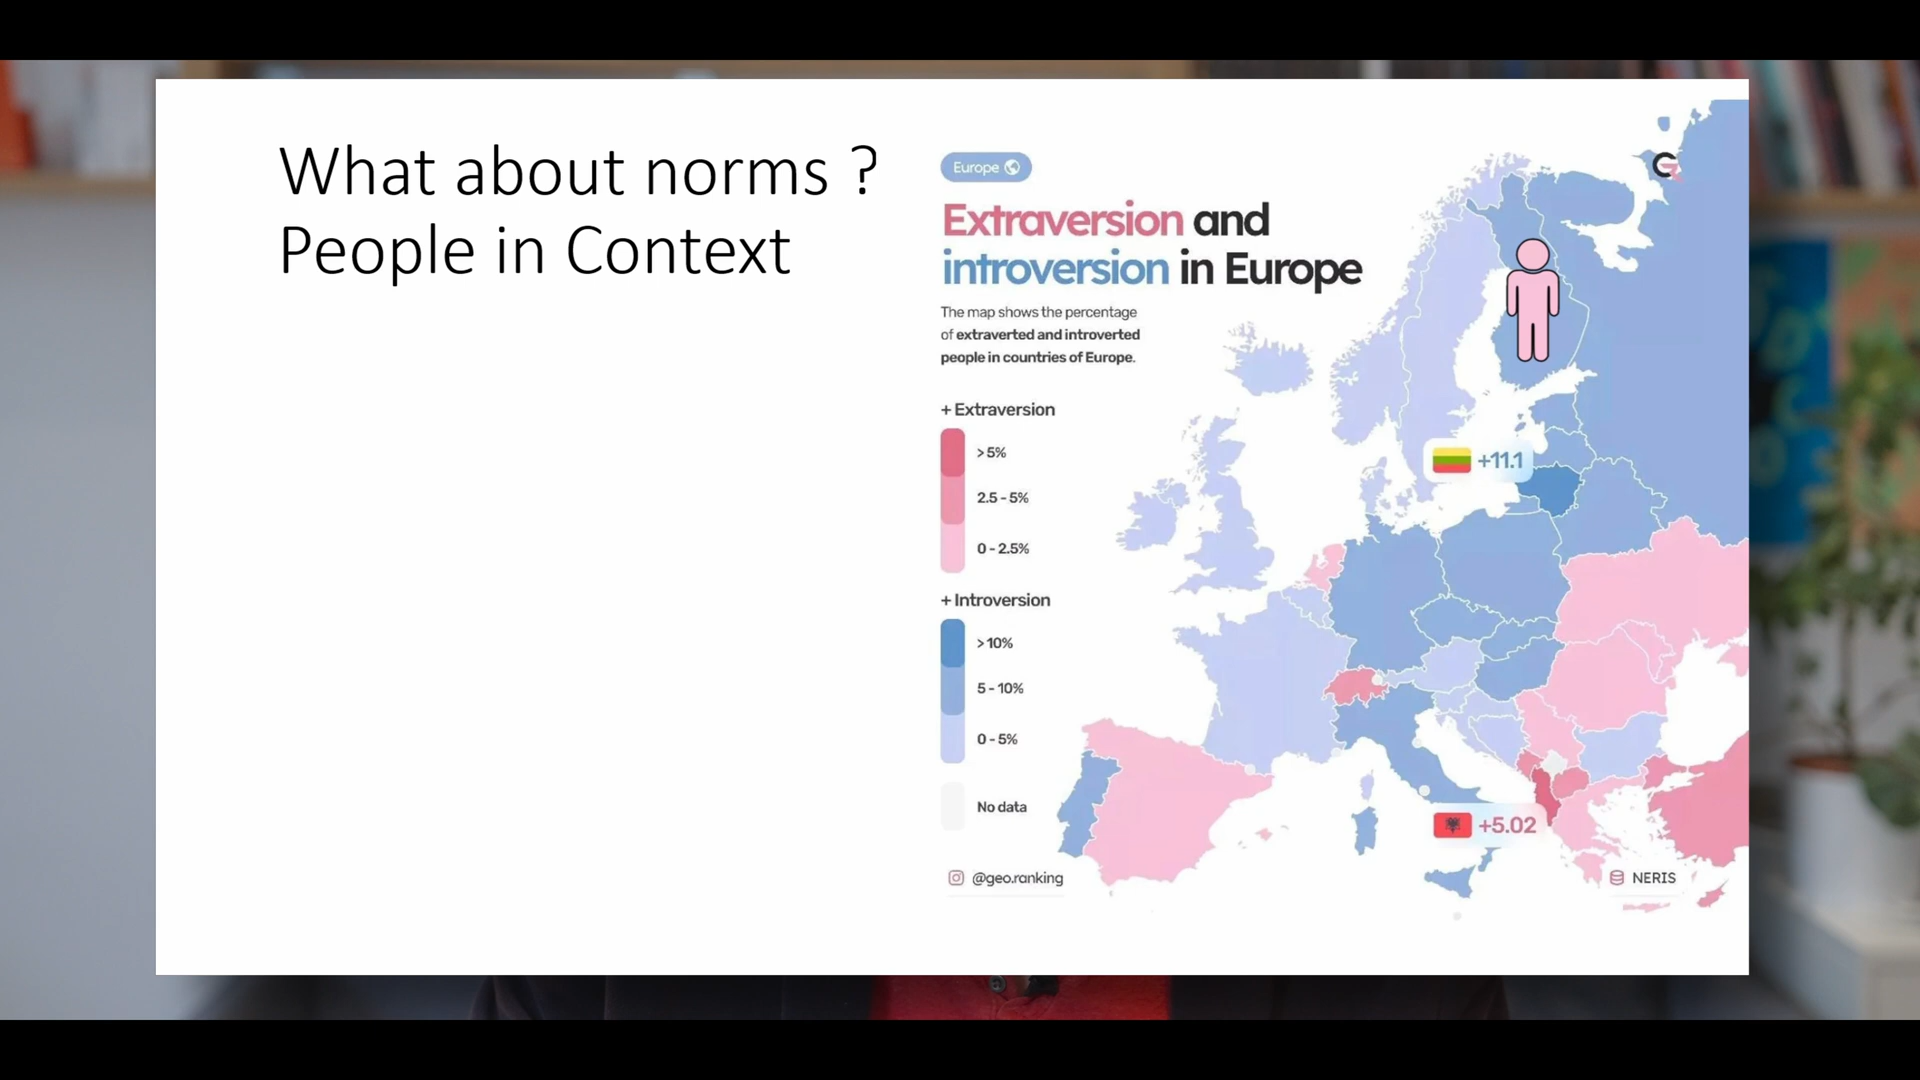 What about norms ?
People in Context
Europe
Extraversion and
introversion in Europe
The map shows the percentage
of extraverted and introverted
people in countries of Europe.
+ Extraversion
> 5%
2.5 - 5%
0 - 2.5%
+ Introversion
> 10%
5 - 10%
0 - 5%
No data
@geo.ranking
+11.1
+5.02
NERIS